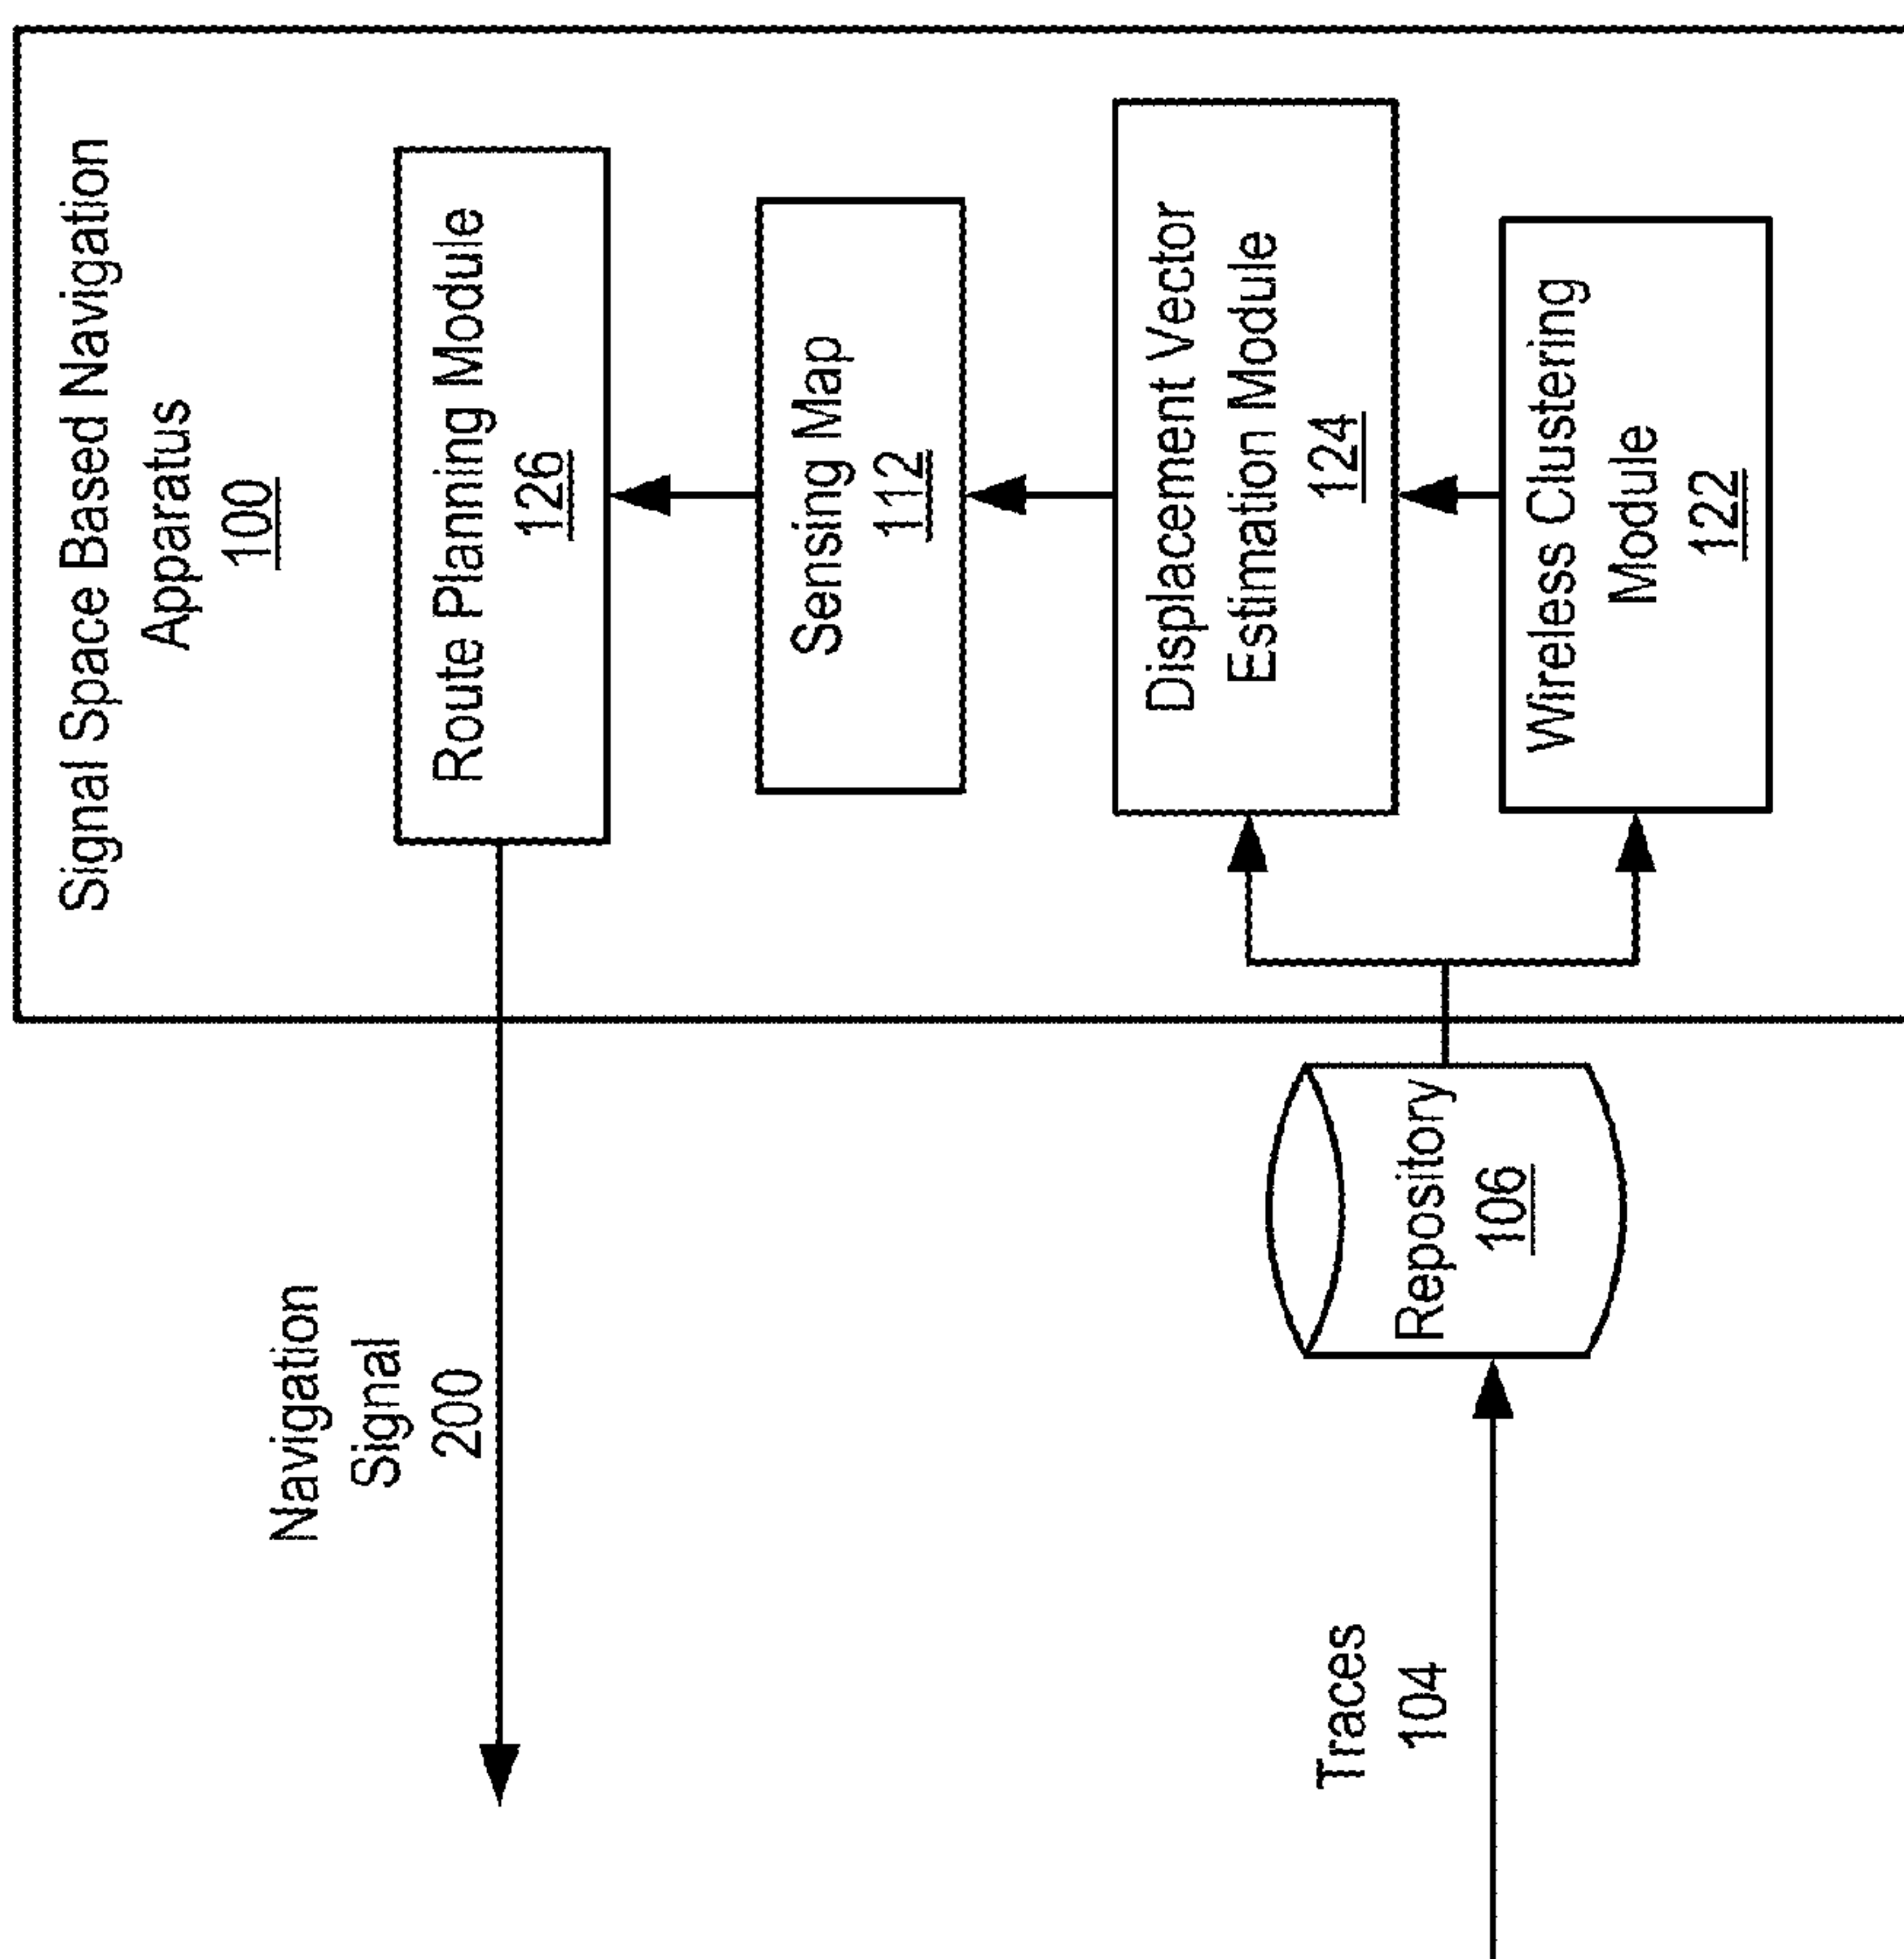 Signal Space Based Navigation
Apparatus
100
Route Planning Module
126
Sensing Map
112
Displacement Vector
Estimation Module
124
Wireless Clustering
Module
122
Navigation
Signal
200
Repository
106
Traces
104